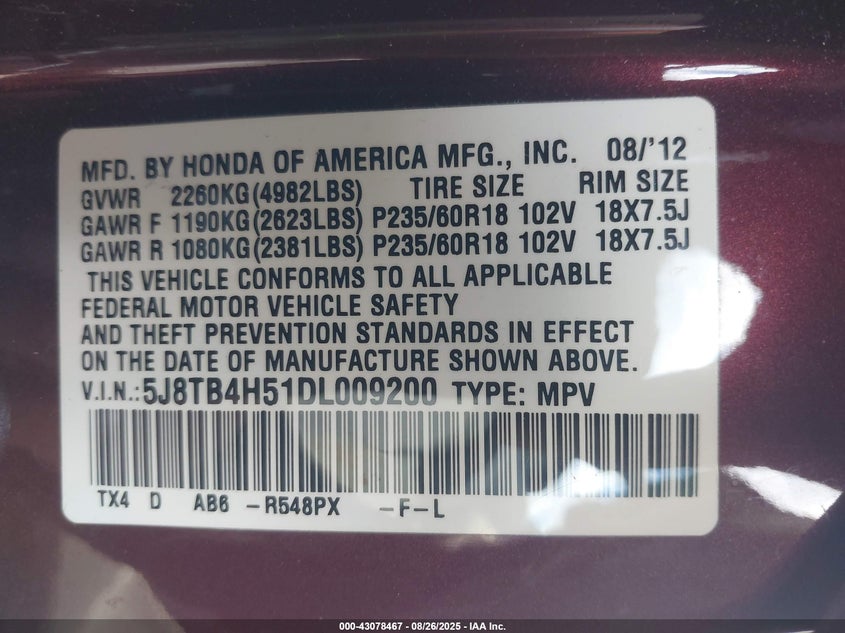 MFD. BY HONDA OF AMERICA MFG., INC. 08/'12
GVWR 2260KG(4982LBS) TIRE SIZE RIM SIZE
GAWR F 1190KG(2623LBS) P235/60R18 102V 18X7.5J
GAWR R 1080KG(2381LBS) P235/60R18 102V 18X7.5J
THIS VEHICLE CONFORMS TO ALL APPLICABLE
FEDERAL MOTOR VEHICLE SAFETY
AND THEFT PREVENTION STANDARDS IN EFFECT
ON THE DATE OF MANUFACTURE SHOWN ABOVE.
V.I.N.:5J8TB4H51DL009200 TYPE: MPV
TX4 D AB6 -R548PX -F-L
000-43078467 - 08/26/2025 - IAA Inc.